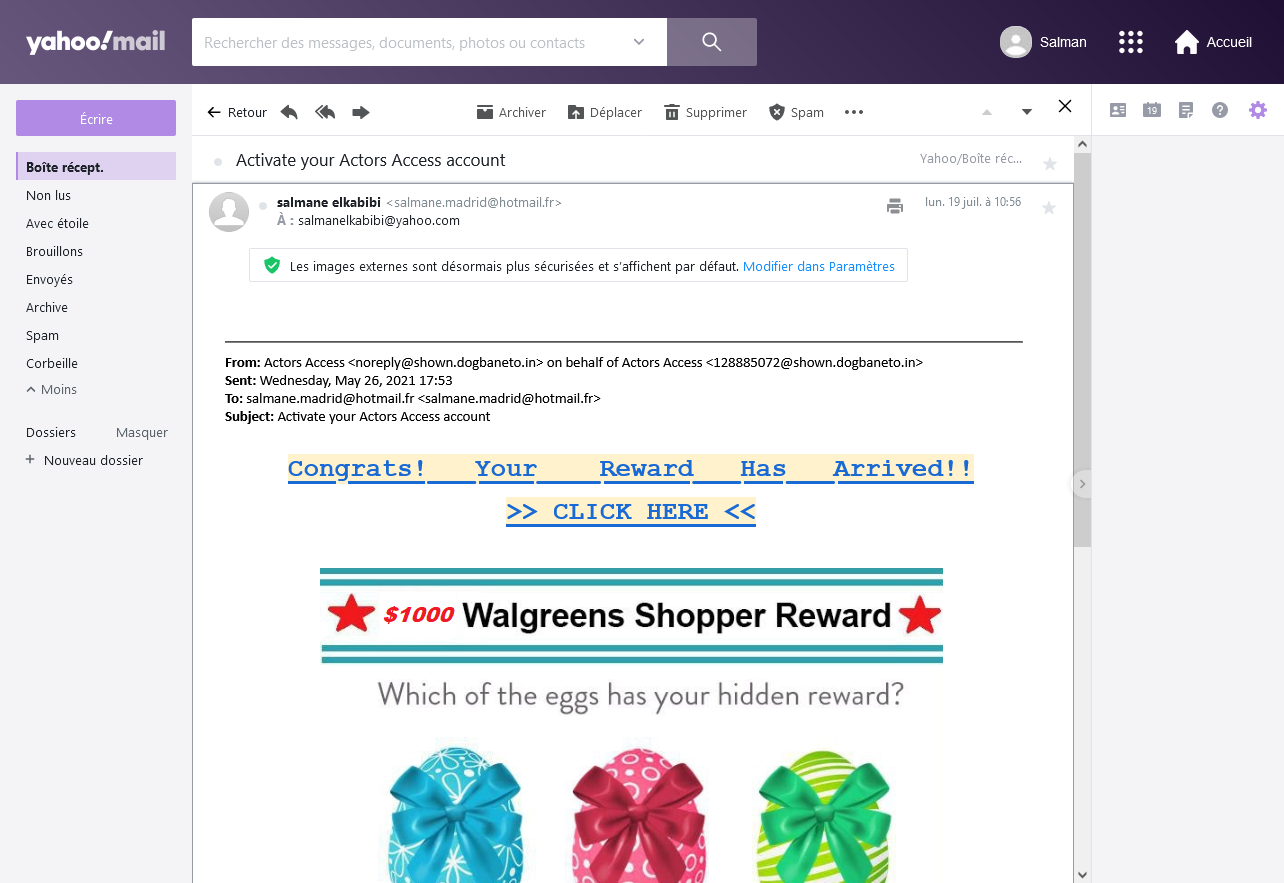 yahoo!mail
Rechercher des messages, documents, photos ou contacts
Salman
Accueil
Écrire
Boîte récept.
Non lus
Avec étoile
Brouillons
Envoyés
Archive
Spam
Corbeille
Moins
Dossiers Masquer
+ Nouveau dossier
Retour
Archiver
Déplacer
Supprimer
Spam
19
Activate your Actors Access account
Yahoo/Boîte réc...
salmane elkabibi <salmane.madrid@hotmail.fr>
lun. 19 juil. à 10:56
À : salmanelkabibi@yahoo.com
Les images externes sont désormais plus sécurisées et s'affichent par défaut. Modifier dans Paramètres
From: Actors Access <noreply@shown.dogbaneto.in> on behalf of Actors Access <128885072@shown.dogbaneto.in>
Sent: Wednesday, May 26, 2021 17:53
To: salmane.madrid@hotmail.fr <salmane.madrid@hotmail.fr>
Subject: Activate your Actors Access account
Congrats! Your Reward Has Arrived!!
>> CLICK HERE <<
$1000 Walgreens Shopper Reward
Which of the eggs has your hidden reward?